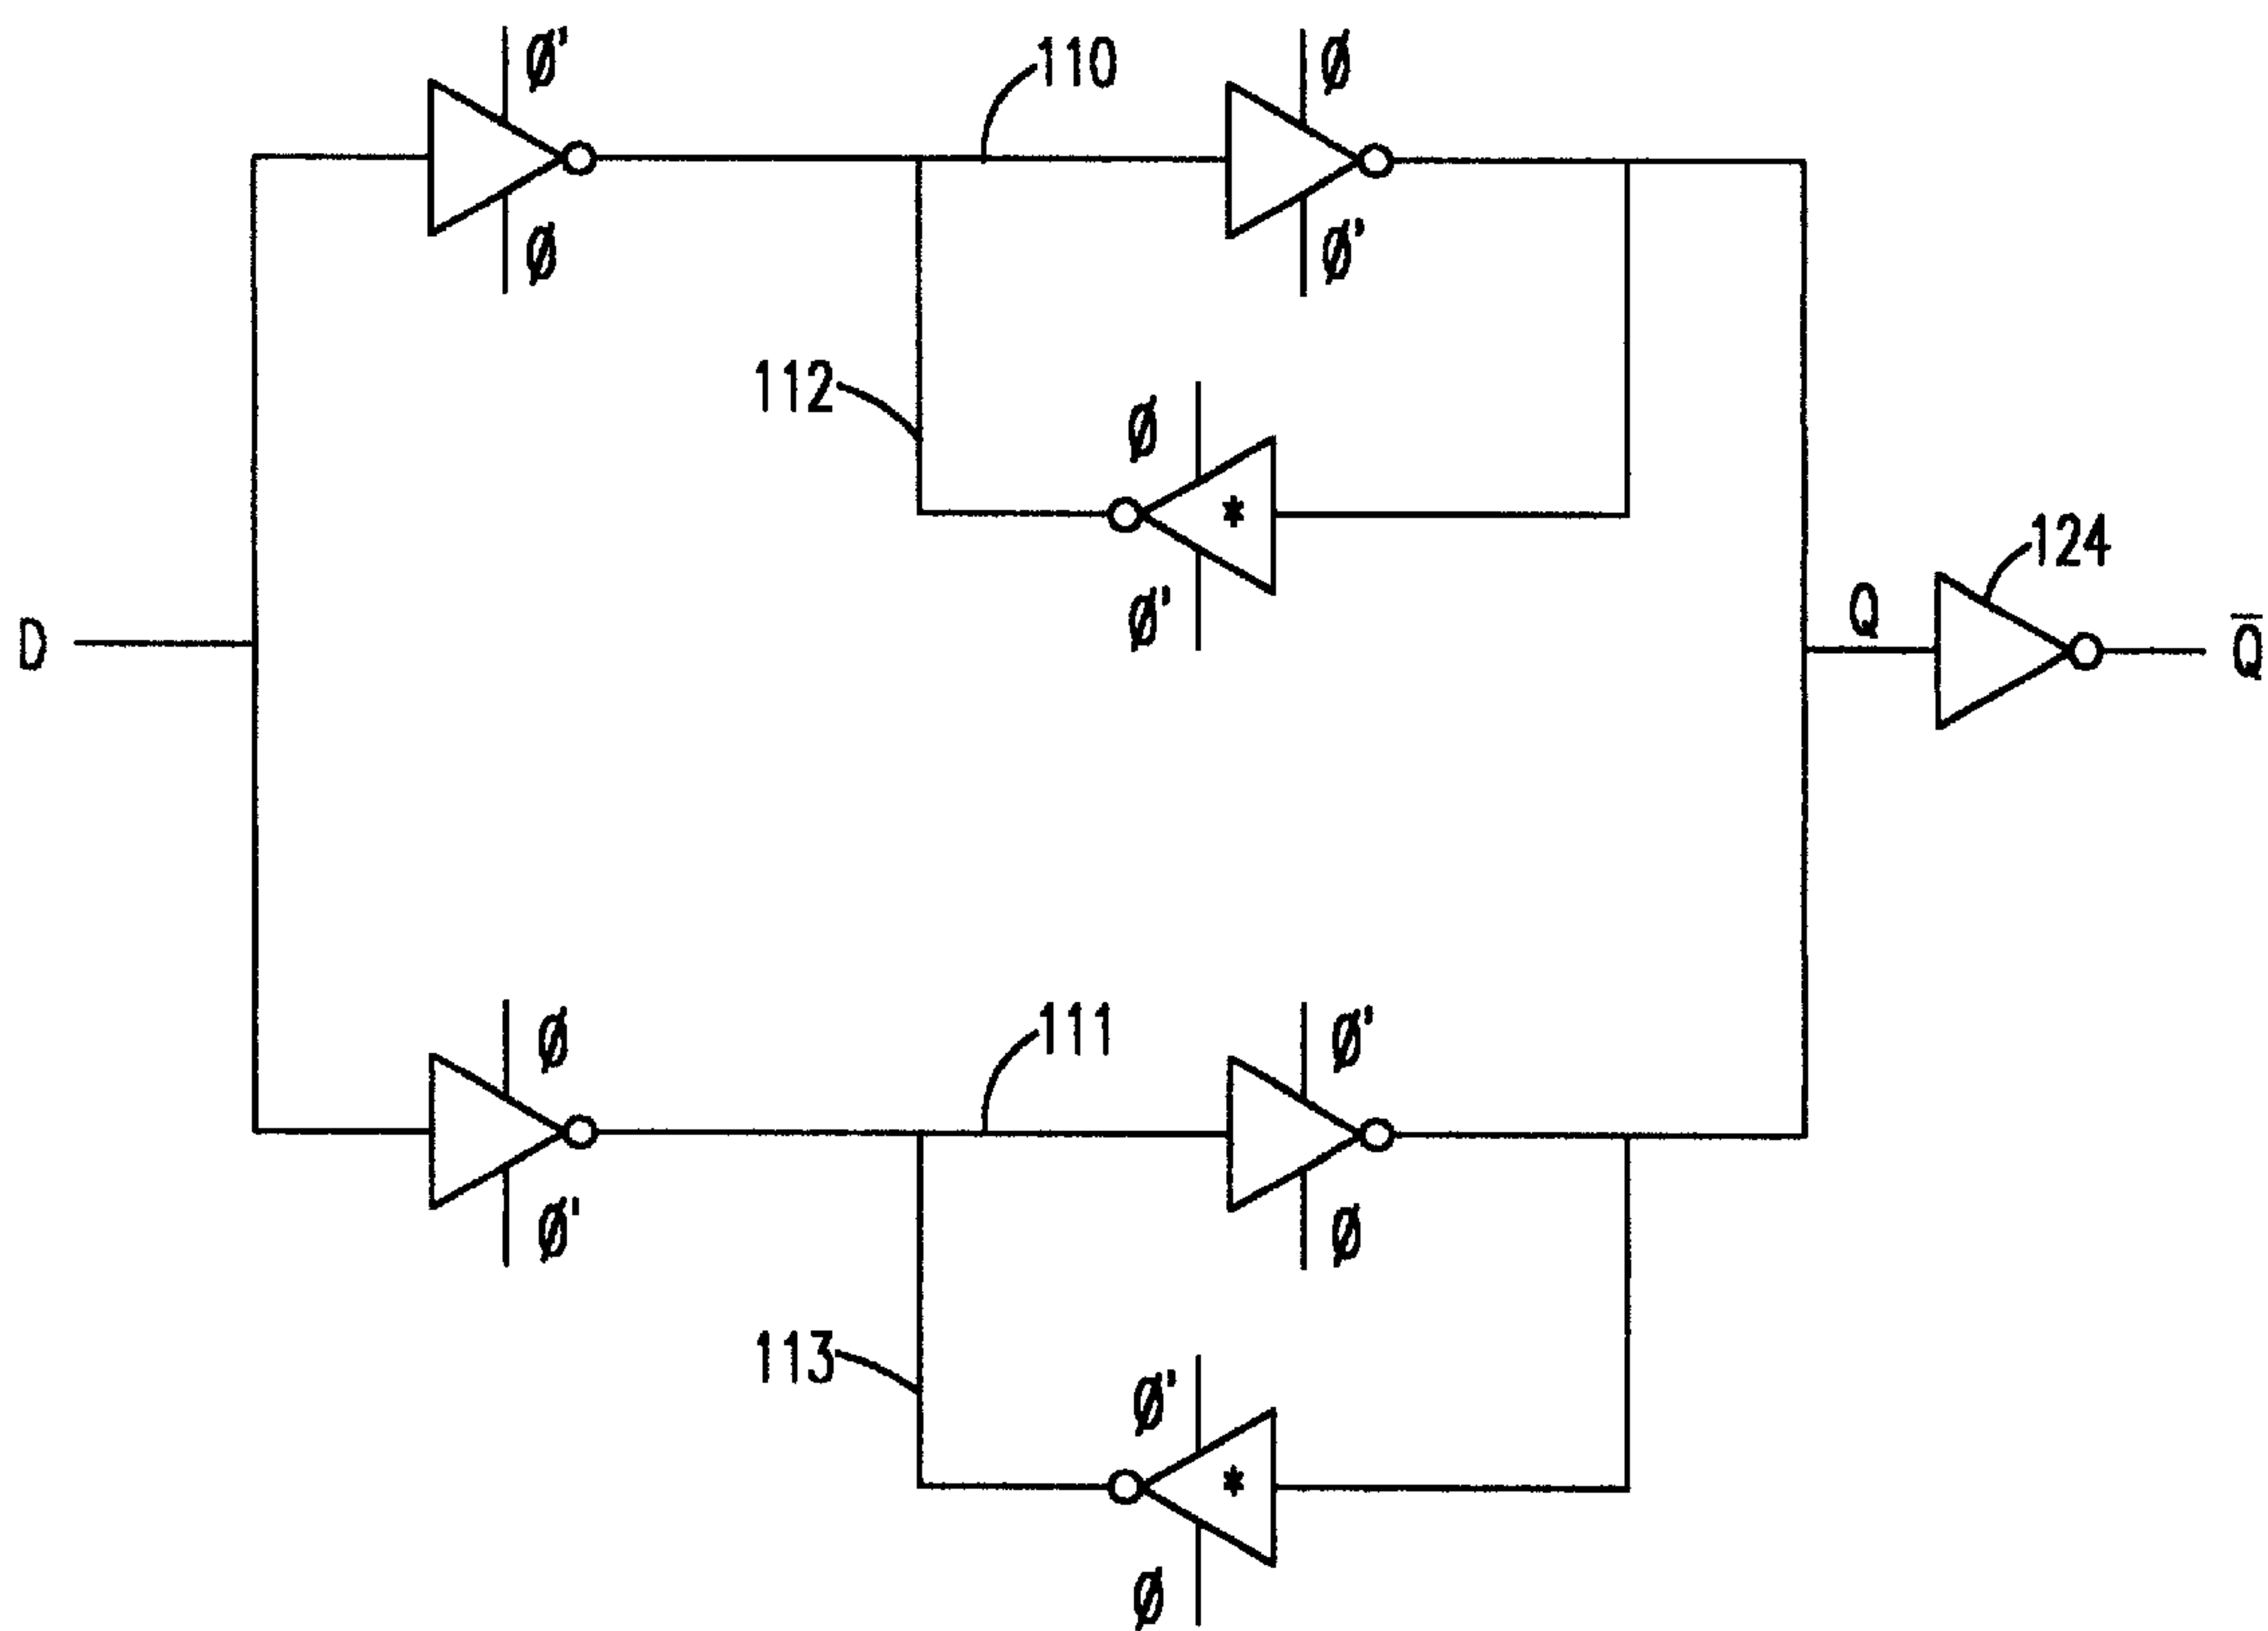 Ø' 110 Ø
Ø Ø'
112 Ø
*
Ø'
124
D Q Q̅
Ø 111 Ø'
Ø' Ø
113 Ø'
*
Ø